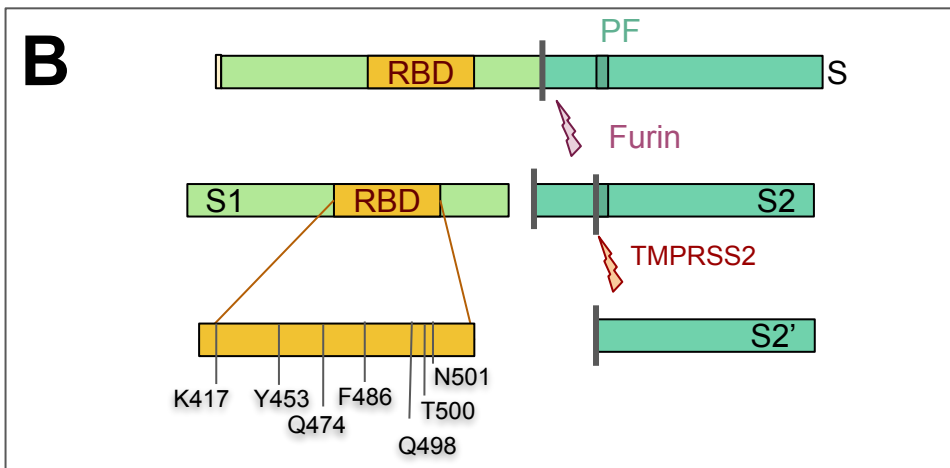 B
PF
RBD
S
Furin
S1
RBD
S2
TMPRSS2
S2’
K417
Y453
Q474
F486
Q498
T500
N501